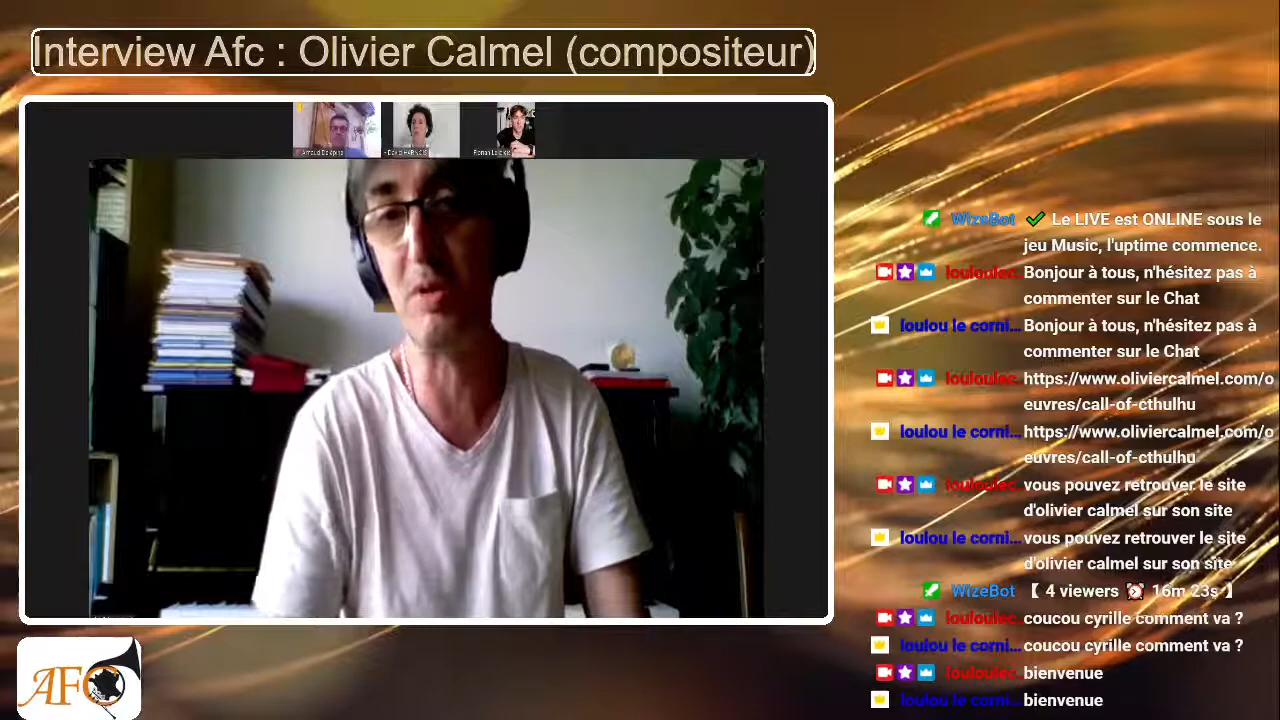 Interview Afc : Olivier Calmel (compositeur)
WizeBot Le LIVE est ONLINE sous le
jeu Music, l'uptime commence.
louloulec.. Bonjour à tous, n'hésitez pas à
commenter sur le Chat
loulou le corni... Bonjour à tous, n'hésitez pas à
commenter sur le Chat
louloulec.. https://www.oliviercalmel.com/o
euvres/call-of-cthulhu
loulou le corni... https://www.oliviercalmel.com/o
euvres/call-of-cthulhu
louloulec.. vous pouvez retrouver le site
d'olivier calmel sur son site
loulou le corni... vous pouvez retrouver le site
d'olivier calmel sur son site
WizeBot 【 4 viewers ⏰ 16m 23s 】
louloulec.. coucou cyrille comment va ?
loulou le corni... coucou cyrille comment va ?
louloulec.. bienvenue
loulou le corni... bienvenue
AFC